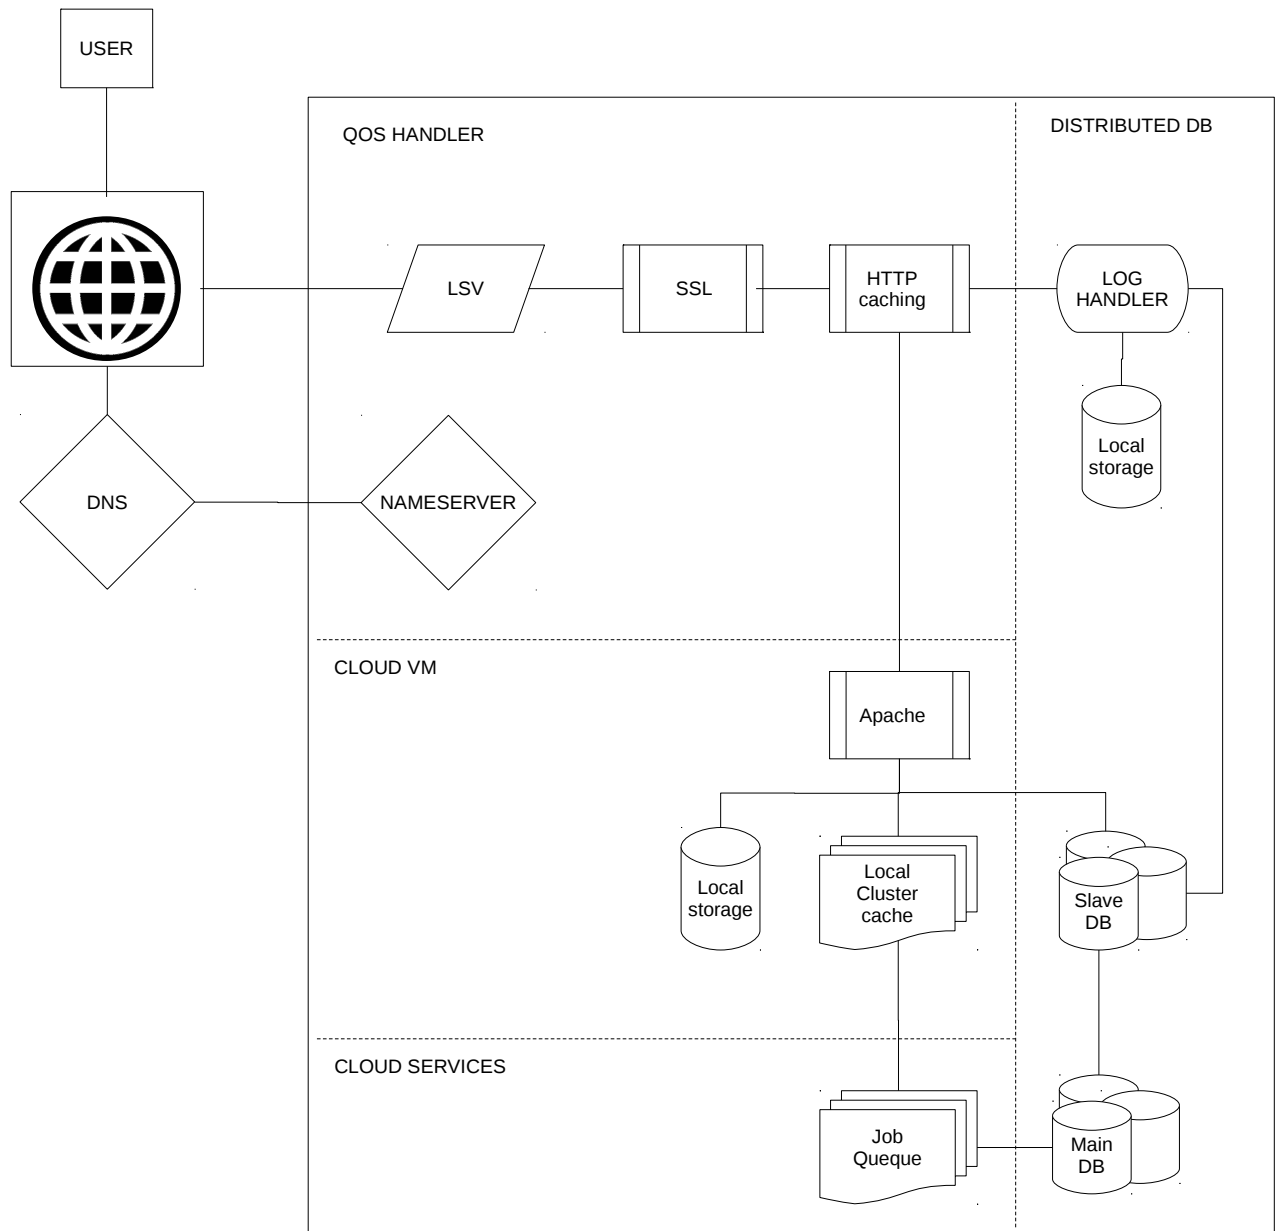 USER
QOS HANDLER
DISTRIBUTED DB
LSV
SSL
HTTP
caching
LOG
HANDLER
Local
storage
DNS
NAMESERVER
CLOUD VM
Apache
Local
storage
Local
Cluster
cache
Slave
DB
CLOUD SERVICES
Job
Queque
Main
DB